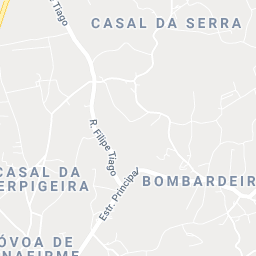 Tiago
CASAL DA SERRA
R. Filipe Tiago
CASAL DA
ERPIGEIRA
Estr. Principal
BOMBARDEIR
ÓVOA DE
NAFIRME